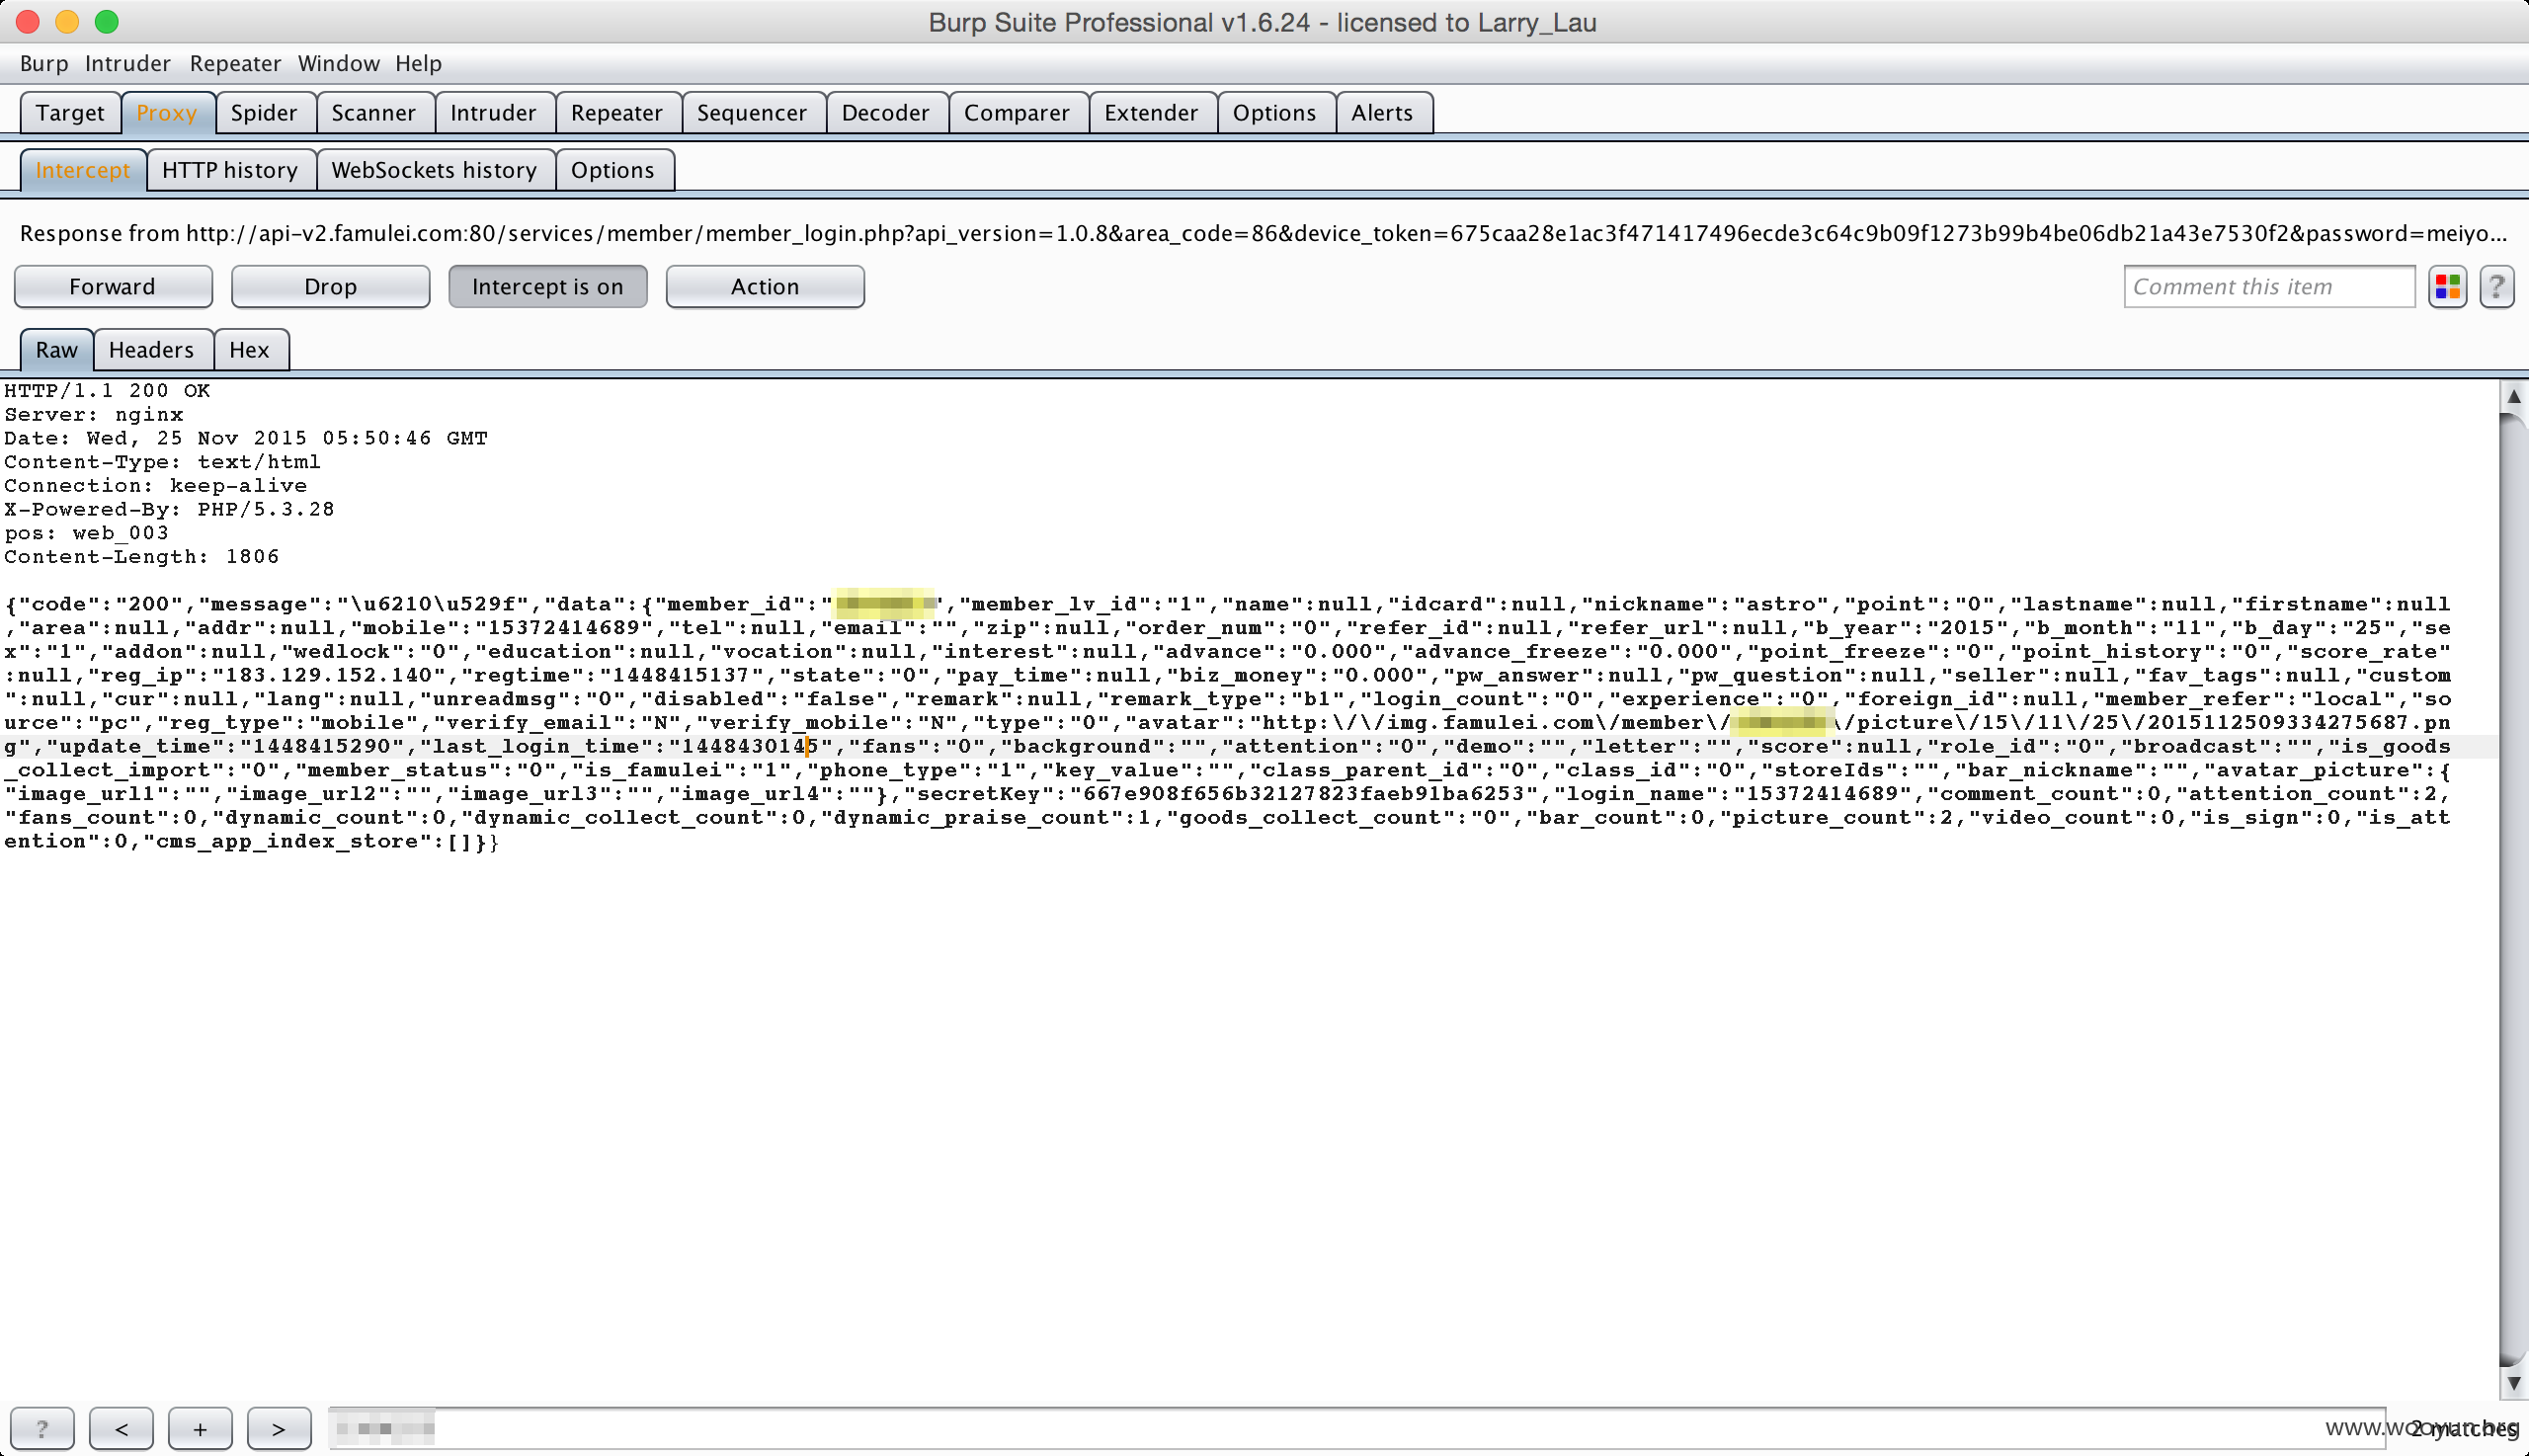 Burp Suite Professional v1.6.24 - licensed to Larry_Lau
Burp Intruder Repeater Window Help
Target Proxy Spider Scanner Intruder Repeater Sequencer Decoder Comparer Extender Options Alerts
Intercept HTTP history WebSockets history Options
Response from http://api-v2.famulei.com:80/services/member/member_login.php?api_version=1.0.8&area_code=86&device_token=675caa28e1ac3f471417496ecde3c64c9b09f1273b99b4be06db21a43e7530f2&password=meiyo...
Forward Drop Intercept is on Action Comment this item ?
Raw Headers Hex
HTTP/1.1 200 OK
Server: nginx
Date: Wed, 25 Nov 2015 05:50:46 GMT
Content-Type: text/html
Connection: keep-alive
X-Powered-By: PHP/5.3.28
pos: web_003
Content-Length: 1806
{"code":"200","message":"\u6210\u529f","data":{"member_id":"","member_lv_id":"1","name":null,"idcard":null,"nickname":"astro","point":"0","lastname":null,"firstname":null
,"area":null,"addr":null,"mobile":"15372414689","tel":null,"email":"","zip":null,"order_num":"0","refer_id":null,"refer_url":null,"b_year":"2015","b_month":"11","b_day":"25","se
x":"1","addon":null,"wedlock":"0","education":null,"vocation":null,"interest":null,"advance":"0.000","advance_freeze":"0.000","point_freeze":"0","point_history":"0","score_rate"
:null,"reg_ip":"183.129.152.140","regtime":"1448415137","state":"0","pay_time":null,"biz_money":"0.000","pw_answer":null,"pw_question":null,"seller":null,"fav_tags":null,"custom
":null,"cur":null,"lang":null,"unreadmsg":"0","disabled":"false","remark":null,"remark_type":"b1","login_count":"0","experience":"0","foreign_id":null,"member_refer":"local","so
urce":"pc","reg_type":"mobile","verify_email":"N","verify_mobile":"N","type":"0","avatar":"http:\/\/img.famulei.com\/member\/\/picture\/15\/11\/25\/2015112509334275687.pn
g","update_time":"1448415290","last_login_time":"1448430145","fans":"0","background":"","attention":"0","demo":"","letter":"","score":null,"role_id":"0","broadcast":"","is_goods
_collect_import":"0","member_status":"0","is_famulei":"1","phone_type":"1","key_value":"","class_parent_id":"0","class_id":"0","storeIds":"","bar_nickname":"","avatar_picture":{
"image_url1":"","image_url2":"","image_url3":"","image_url4":""},"secretKey":"667e908f656b32127823faeb91ba6253","login_name":"15372414689","comment_count":0,"attention_count":2,
"fans_count":0,"dynamic_count":0,"dynamic_collect_count":0,"dynamic_praise_count":1,"goods_collect_count":"0","bar_count":0,"picture_count":2,"video_count":0,"is_sign":0,"is_att
ention":0,"cms_app_index_store":[]}}
? < + > 2 matches
www.wooyun.org